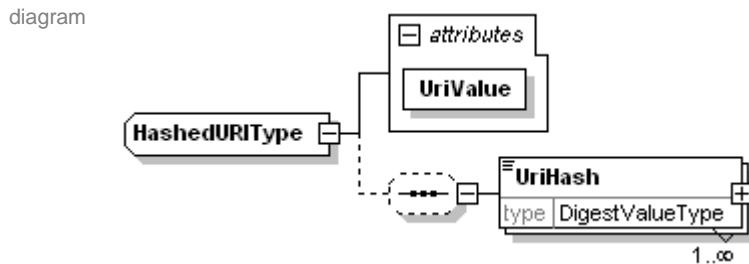 diagram
attributes
UriValue
HashedURIType
UriHash
type DigestValueType
1..∞